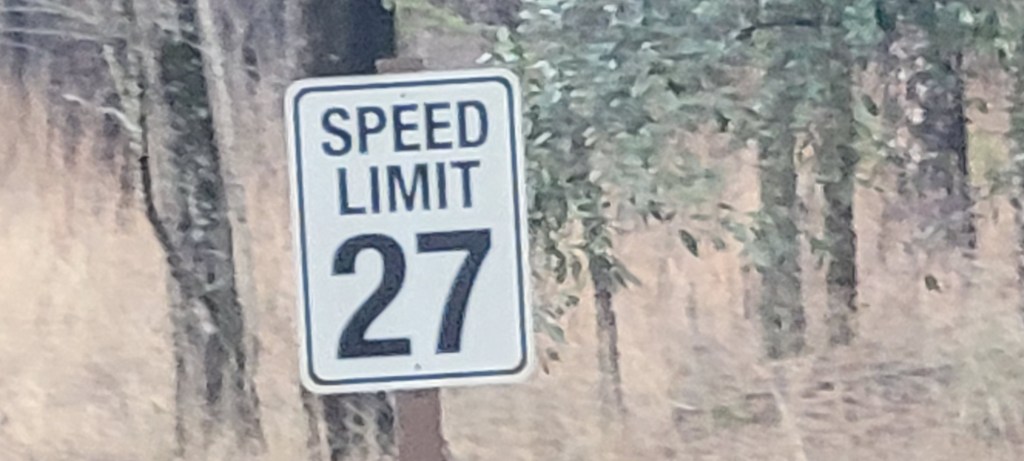 SPEED
LIMIT
27